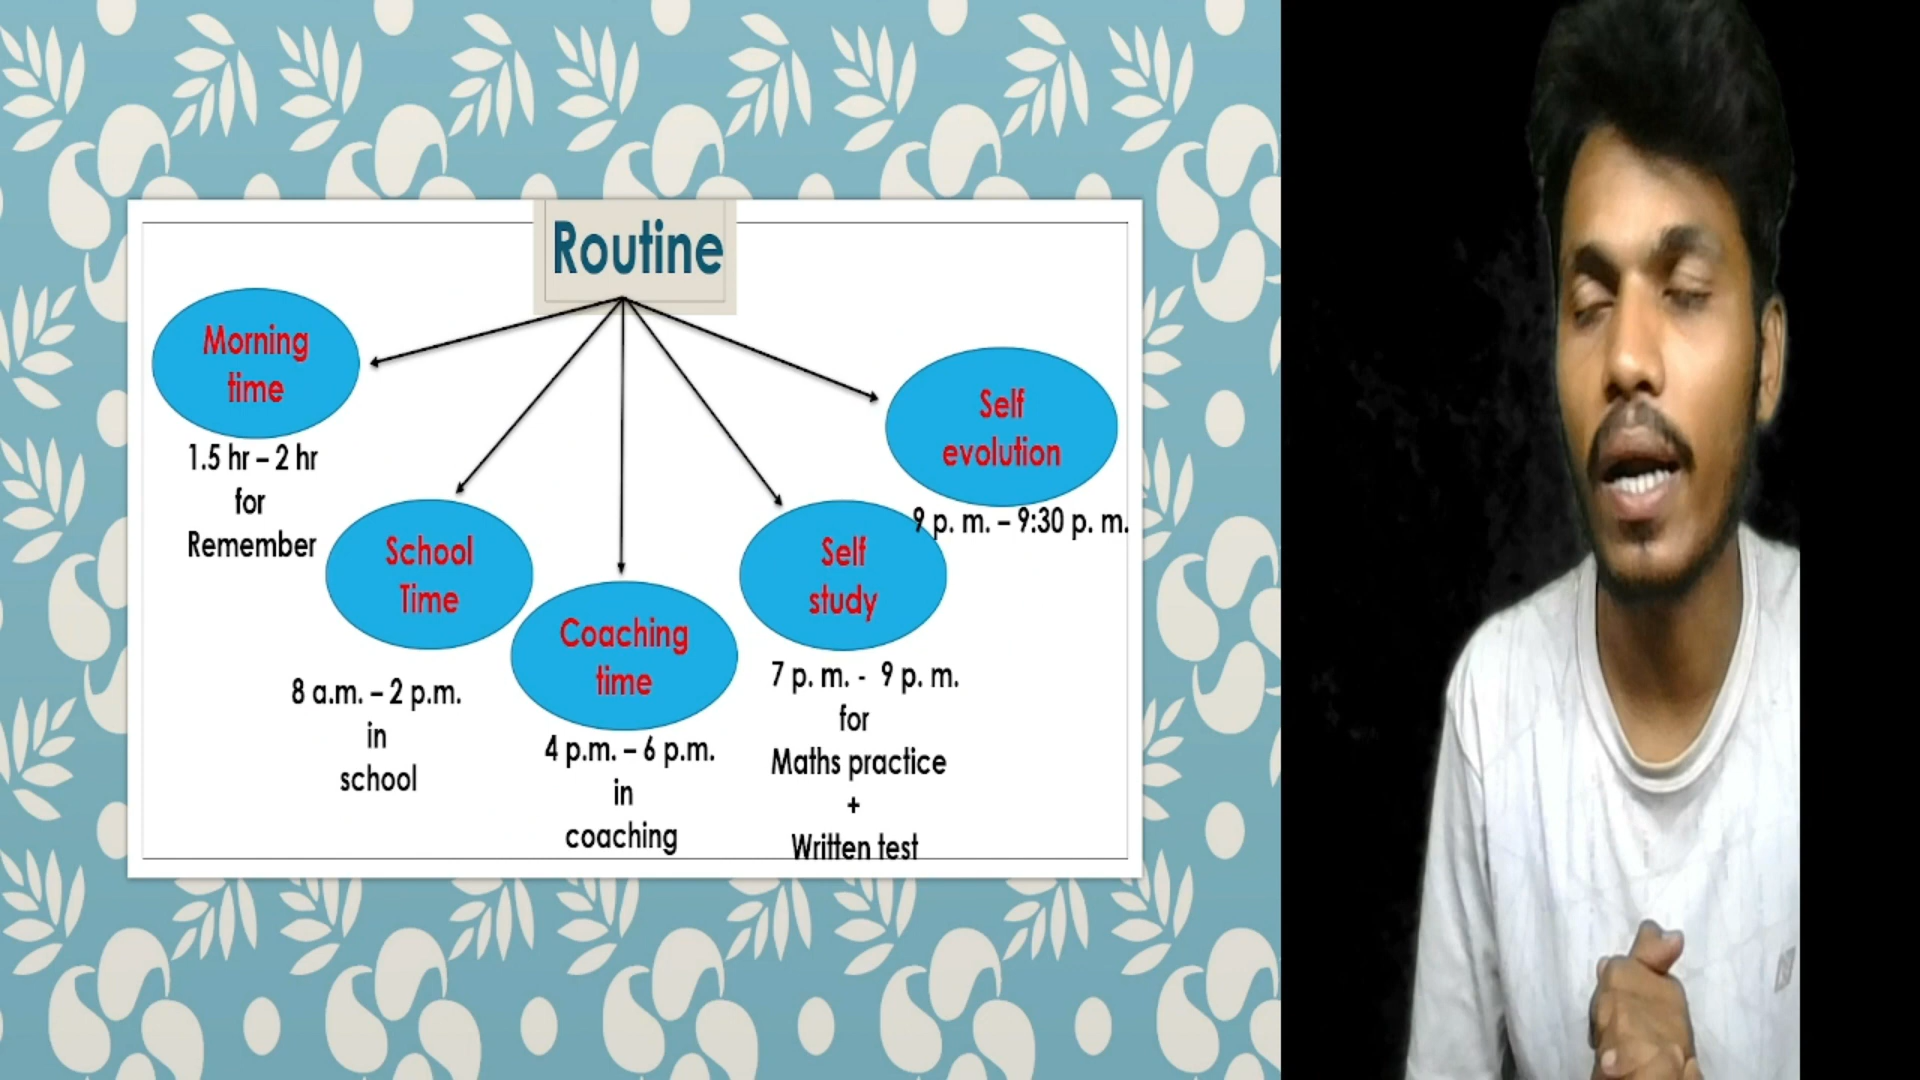 Routine
Morning
time
1.5 hr – 2 hr
for
Remember
School
Time
8 a.m. – 2 p.m.
in
school
Coaching
time
4 p.m. – 6 p.m.
in
coaching
Self
study
7 p. m. - 9 p. m.
for
Maths practice
+
Written test
Self
evolution
9 p. m. – 9:30 p. m.